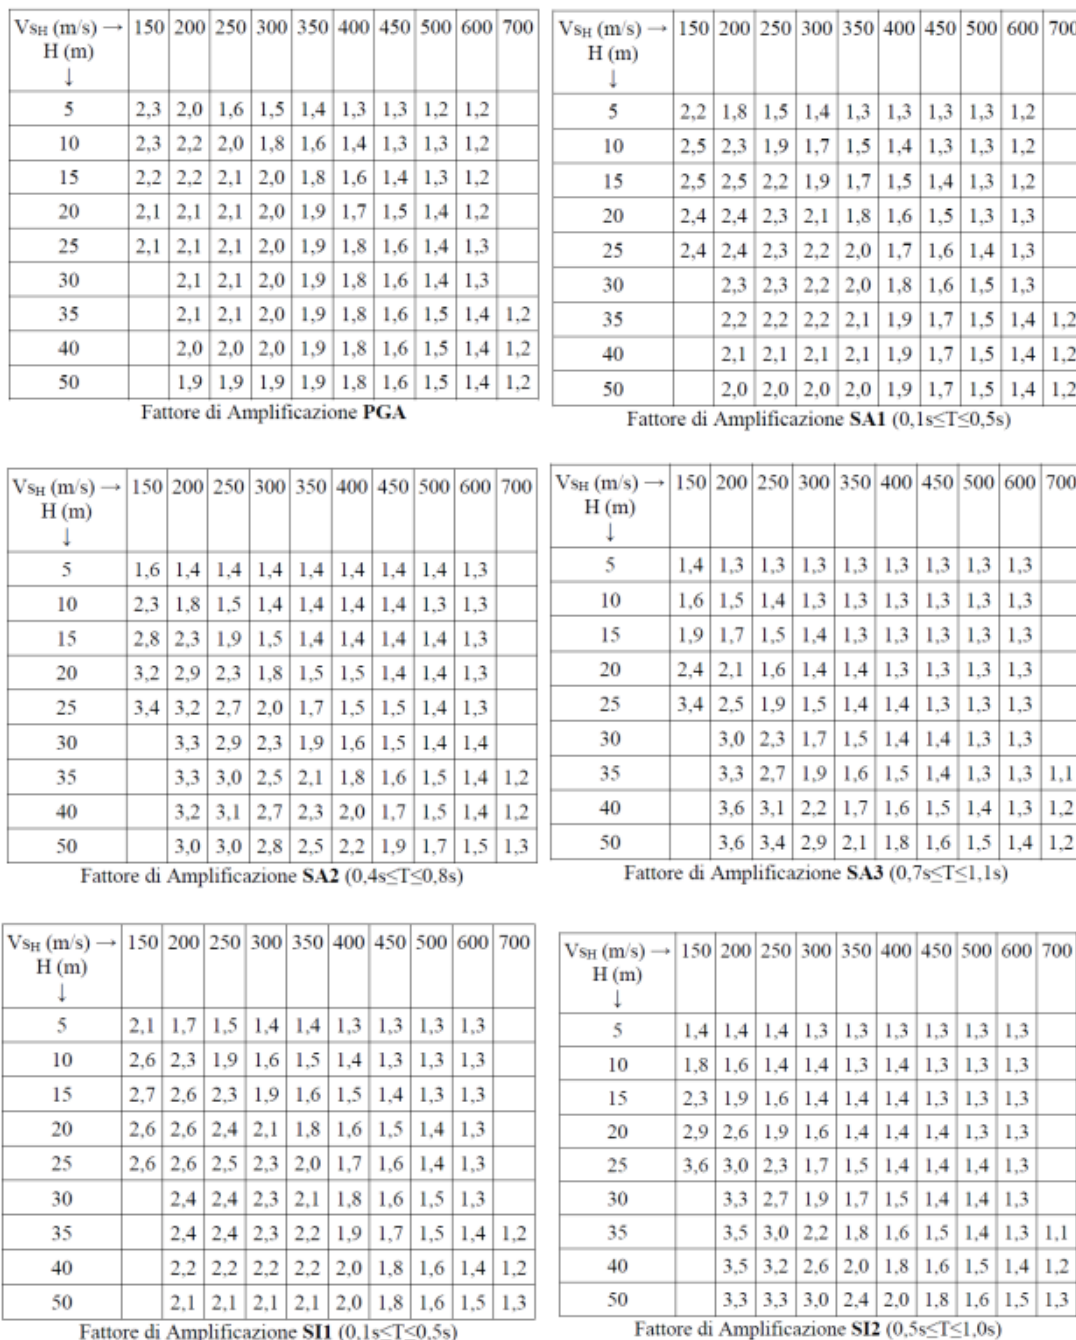 VsH (m/s) → 150 200 250 300 350 400 450 500 600 700
H (m)
↓
5 2,3 2,0 1,6 1,5 1,4 1,3 1,3 1,2 1,2
10 2,3 2,2 2,0 1,8 1,6 1,4 1,3 1,3 1,2
15 2,2 2,2 2,1 2,0 1,8 1,6 1,4 1,3 1,2
20 2,1 2,1 2,1 2,0 1,9 1,7 1,5 1,4 1,2
25 2,1 2,1 2,1 2,0 1,9 1,8 1,6 1,4 1,3
30 2,1 2,1 2,0 1,9 1,8 1,6 1,4 1,3
35 2,1 2,1 2,0 1,9 1,8 1,6 1,5 1,4 1,2
40 2,0 2,0 2,0 1,9 1,8 1,6 1,5 1,4 1,2
50 1,9 1,9 1,9 1,9 1,8 1,6 1,5 1,4 1,2
Fattore di Amplificazione PGA
VsH (m/s) → 150 200 250 300 350 400 450 500 600 700
H (m)
↓
5 2,2 1,8 1,5 1,4 1,3 1,3 1,3 1,3 1,2
10 2,5 2,3 1,9 1,7 1,5 1,4 1,3 1,3 1,2
15 2,5 2,5 2,2 1,9 1,7 1,5 1,4 1,3 1,2
20 2,4 2,4 2,3 2,1 1,8 1,6 1,5 1,3 1,3
25 2,4 2,4 2,3 2,2 2,0 1,7 1,6 1,4 1,3
30 2,3 2,3 2,2 2,0 1,8 1,6 1,5 1,3
35 2,2 2,2 2,2 2,1 1,9 1,7 1,5 1,4 1,2
40 2,1 2,1 2,1 2,1 1,9 1,7 1,5 1,4 1,2
50 2,0 2,0 2,0 2,0 1,9 1,7 1,5 1,4 1,2
Fattore di Amplificazione SA1 (0,1s≤T≤0,5s)
VsH (m/s) → 150 200 250 300 350 400 450 500 600 700
H (m)
↓
5 1,6 1,4 1,4 1,4 1,4 1,4 1,4 1,4 1,3
10 2,3 1,8 1,5 1,4 1,4 1,4 1,4 1,3 1,3
15 2,8 2,3 1,9 1,5 1,4 1,4 1,4 1,4 1,3
20 3,2 2,9 2,3 1,8 1,5 1,5 1,4 1,4 1,3
25 3,4 3,2 2,7 2,0 1,7 1,5 1,5 1,4 1,3
30 3,3 2,9 2,3 1,9 1,6 1,5 1,4 1,4
35 3,3 3,0 2,5 2,1 1,8 1,6 1,5 1,4 1,2
40 3,2 3,1 2,7 2,3 2,0 1,7 1,5 1,4 1,2
50 3,0 3,0 2,8 2,5 2,2 1,9 1,7 1,5 1,3
Fattore di Amplificazione SA2 (0,4s≤T≤0,8s)
VsH (m/s) → 150 200 250 300 350 400 450 500 600 700
H (m)
↓
5 1,4 1,3 1,3 1,3 1,3 1,3 1,3 1,3 1,3
10 1,6 1,5 1,4 1,3 1,3 1,3 1,3 1,3 1,3
15 1,9 1,7 1,5 1,4 1,3 1,3 1,3 1,3 1,3
20 2,4 2,1 1,6 1,4 1,4 1,3 1,3 1,3 1,3
25 3,4 2,5 1,9 1,5 1,4 1,4 1,3 1,3 1,3
30 3,0 2,3 1,7 1,5 1,4 1,4 1,3 1,3
35 3,3 2,7 1,9 1,6 1,5 1,4 1,3 1,3 1,1
40 3,6 3,1 2,2 1,7 1,6 1,5 1,4 1,3 1,2
50 3,6 3,4 2,9 2,1 1,8 1,6 1,5 1,4 1,2
Fattore di Amplificazione SA3 (0,7s≤T≤1,1s)
VsH (m/s) → 150 200 250 300 350 400 450 500 600 700
H (m)
↓
5 2,1 1,7 1,5 1,4 1,4 1,3 1,3 1,3 1,3
10 2,6 2,3 1,9 1,6 1,5 1,4 1,3 1,3 1,3
15 2,7 2,6 2,3 1,9 1,6 1,5 1,4 1,3 1,3
20 2,6 2,6 2,4 2,1 1,8 1,6 1,5 1,4 1,3
25 2,6 2,6 2,5 2,3 2,0 1,7 1,6 1,4 1,3
30 2,4 2,4 2,3 2,1 1,8 1,6 1,5 1,3
35 2,4 2,4 2,3 2,2 1,9 1,7 1,5 1,4 1,2
40 2,2 2,2 2,2 2,2 2,0 1,8 1,6 1,4 1,2
50 2,1 2,1 2,1 2,1 2,0 1,8 1,6 1,5 1,3
Fattore di Amplificazione SI1 (0,1s≤T≤0,5s)
VsH (m/s) → 150 200 250 300 350 400 450 500 600 700
H (m)
↓
5 1,4 1,4 1,4 1,3 1,3 1,3 1,3 1,3 1,3
10 1,8 1,6 1,4 1,4 1,3 1,4 1,3 1,3 1,3
15 2,3 1,9 1,6 1,4 1,4 1,4 1,3 1,3 1,3
20 2,9 2,6 1,9 1,6 1,4 1,4 1,4 1,3 1,3
25 3,6 3,0 2,3 1,7 1,5 1,4 1,4 1,4 1,3
30 3,3 2,7 1,9 1,7 1,5 1,4 1,4 1,3
35 3,5 3,0 2,2 1,8 1,6 1,5 1,4 1,3 1,1
40 3,5 3,2 2,6 2,0 1,8 1,6 1,5 1,4 1,2
50 3,3 3,3 3,0 2,4 2,0 1,8 1,6 1,5 1,3
Fattore di Amplificazione SI2 (0,5s≤T≤1,0s)